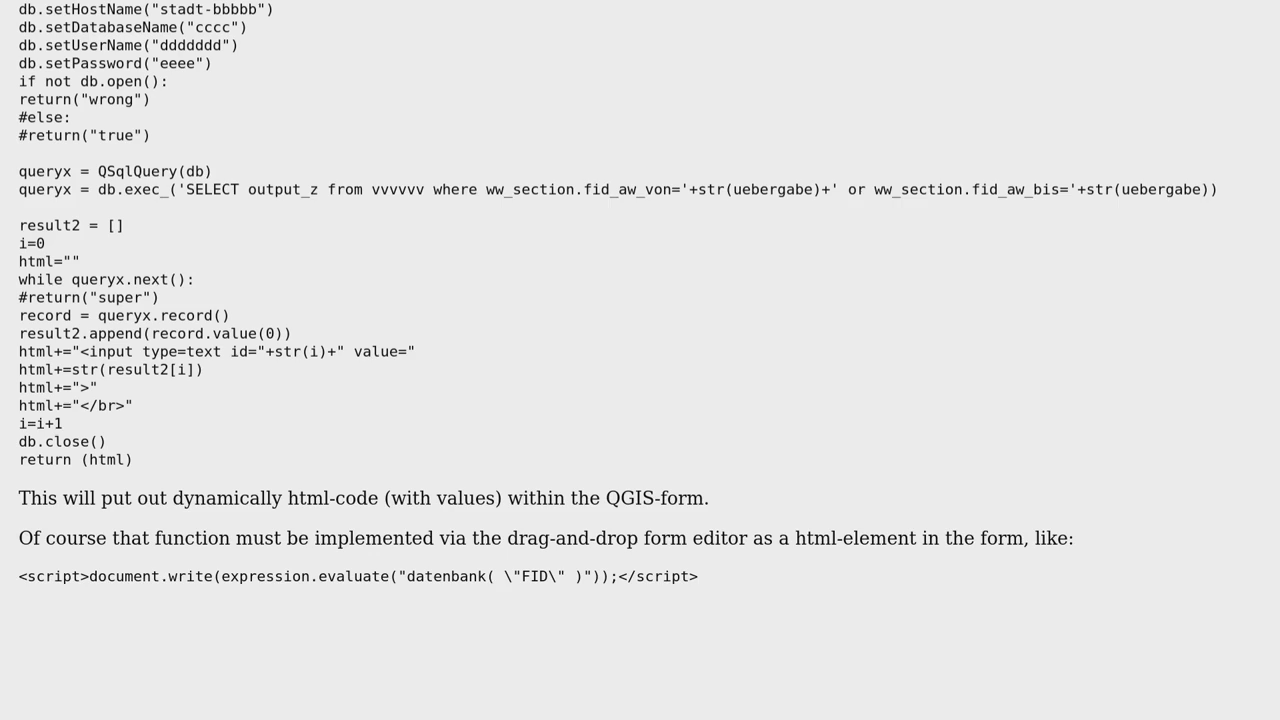 db.setHostName("stadt-bbbbb")
db.setDatabaseName("cccc")
db.setUserName("ddddddd")
db.setPassword("eeee")
if not db.open():
return("wrong")
#else:
#return("true")
queryx = QSqlQuery(db)
queryx = db.exec_('SELECT output_z from vvvvvv where ww_section.fid_aw_von='+str(uebergabe)+' or ww_section.fid_aw_bis='+str(uebergabe))
result2 = []
i=0
html=""
while queryx.next():
#return("super")
record = queryx.record()
result2.append(record.value(0))
html+="<input type=text id="+str(i)+" value="
html+=str(result2[i])
html+=">"
html+="</br>"
i=i+1
db.close()
return (html)
This will put out dynamically html-code (with values) within the QGIS-form.
Of course that function must be implemented via the drag-and-drop form editor as a html-element in the form, like:
<script>document.write(expression.evaluate("datenbank( \"FID\" )"));</script>